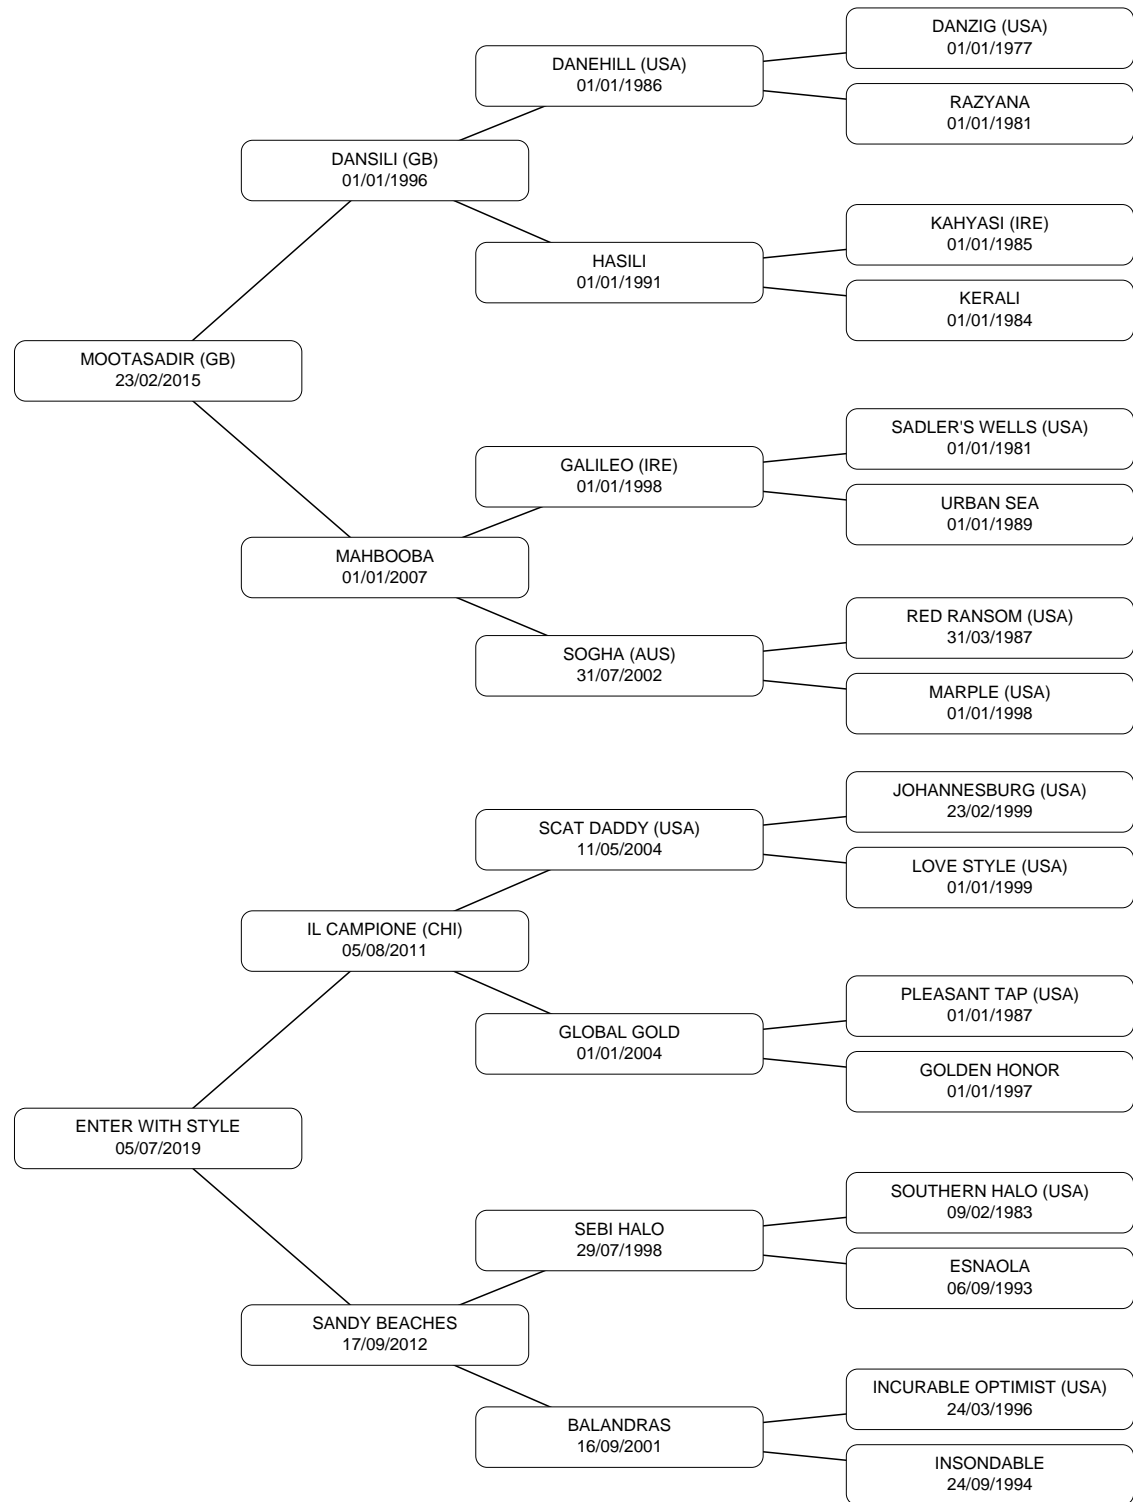 DANZIG (USA)
01/01/1977
DANEHILL (USA)
01/01/1986
RAZYANA
01/01/1981
DANSILI (GB)
01/01/1996
KAHYASI (IRE)
01/01/1985
HASILI
01/01/1991
KERALI
01/01/1984
MOOTASADIR (GB)
23/02/2015
SADLER'S WELLS (USA)
01/01/1981
GALILEO (IRE)
01/01/1998
URBAN SEA
01/01/1989
MAHBOOBA
01/01/2007
RED RANSOM (USA)
31/03/1987
SOGHA (AUS)
31/07/2002
MARPLE (USA)
01/01/1998
JOHANNESBURG (USA)
23/02/1999
SCAT DADDY (USA)
11/05/2004
LOVE STYLE (USA)
01/01/1999
IL CAMPIONE (CHI)
05/08/2011
PLEASANT TAP (USA)
01/01/1987
GLOBAL GOLD
01/01/2004
GOLDEN HONOR
01/01/1997
ENTER WITH STYLE
05/07/2019
SOUTHERN HALO (USA)
09/02/1983
SEBI HALO
29/07/1998
ESNAOLA
06/09/1993
SANDY BEACHES
17/09/2012
INCURABLE OPTIMIST (USA)
24/03/1996
BALANDRAS
16/09/2001
INSONDABLE
24/09/1994